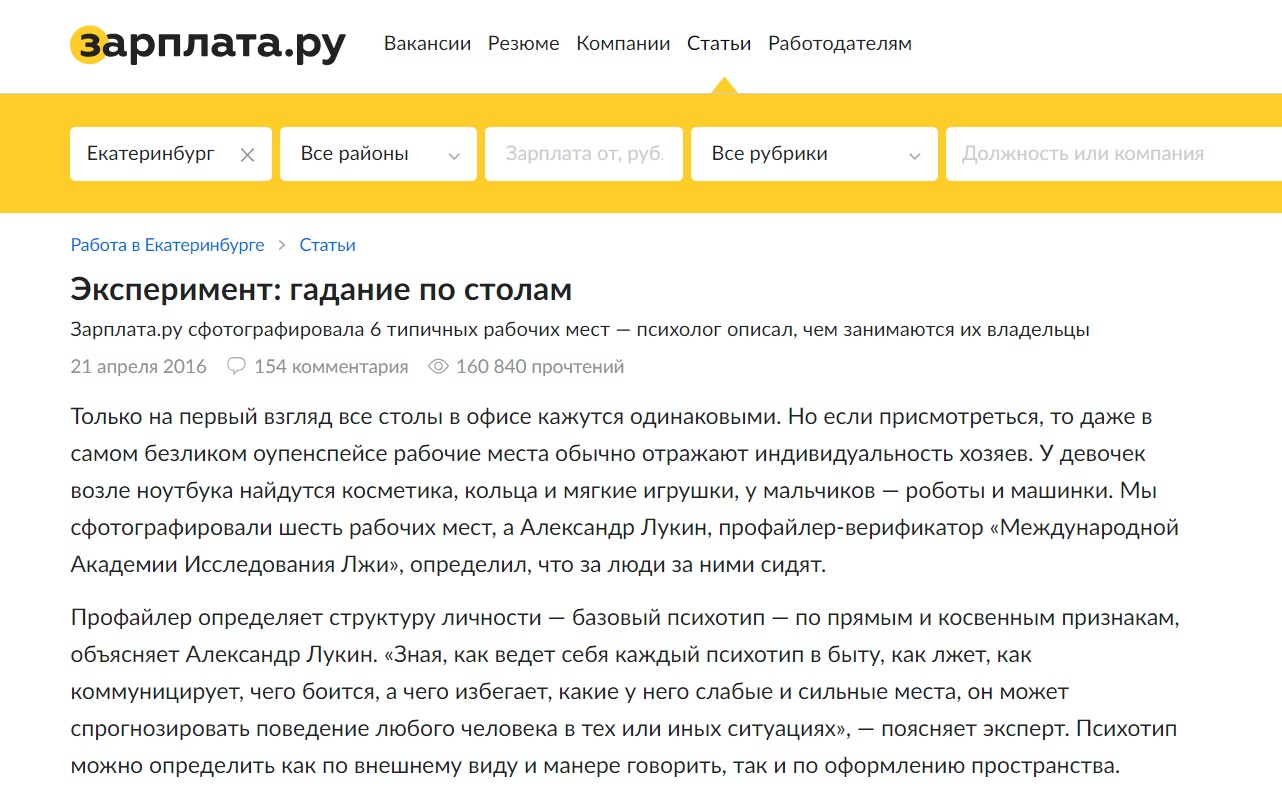 зарплата.ру Вакансии Резюме Компании Статьи Работодателям
Екатеринбург Все районы Зарплата от, руб. Все рубрики Должность или компания
Работа в Екатеринбурге > Статьи
Эксперимент: гадание по столам
Зарплата.ру сфотографировала 6 типичных рабочих мест — психолог описал, чем занимаются их владельцы
21 апреля 2016 154 комментария 160 840 прочтений
Только на первый взгляд все столы в офисе кажутся одинаковыми. Но если присмотреться, то даже в
самом безликом оупенспейсе рабочие места обычно отражают индивидуальность хозяев. У девочек
возле ноутбука найдутся косметика, кольца и мягкие игрушки, у мальчиков — роботы и машинки. Мы
сфотографировали шесть рабочих мест, а Александр Лукин, профайлер-верификатор «Международной
Академии Исследования Лжи», определил, что за люди за ними сидят.
Профайлер определяет структуру личности — базовый психотип — по прямым и косвенным признакам,
объясняет Александр Лукин. «Зная, как ведет себя каждый психотип в быту, как лжет, как
коммуницирует, чего боится, а чего избегает, какие у него слабые и сильные места, он может
спрогнозировать поведение любого человека в тех или иных ситуациях», — поясняет эксперт. Психотип
можно определить как по внешнему виду и манере говорить, так и по оформлению пространства.